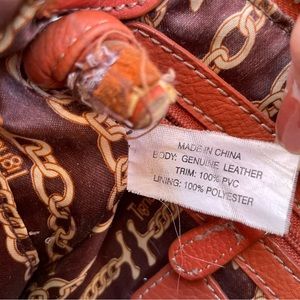 MADE IN CHINA
BODY: GENUINE LEATHER
TRIM: 100% PVC
LINING: 100% POLYESTER